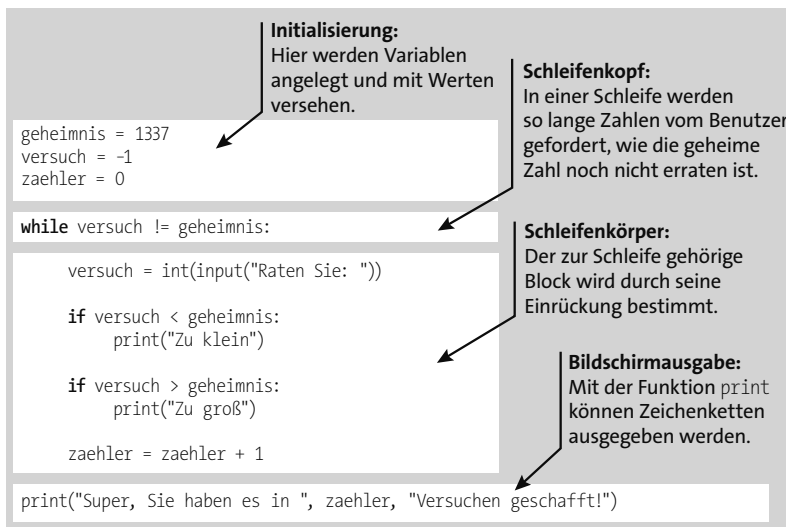 Initialisierung:
Hier werden Variablen
angelegt und mit Werten
versehen.
Schleifenkopf:
In einer Schleife werden
so lange Zahlen vom Benutzer
gefordert, wie die geheime
Zahl noch nicht erraten ist.
geheimnis = 1337
versuch = -1
zaehler = 0
while versuch != geheimnis:
Schleifenkörper:
Der zur Schleife gehörige
Block wird durch seine
Einrückung bestimmt.
versuch = int(input("Raten Sie: "))
if versuch < geheimnis:
print("Zu klein")
if versuch > geheimnis:
print("Zu groß")
zaehler = zaehler + 1
Bildschirmausgabe:
Mit der Funktion print
können Zeichenketten
ausgegeben werden.
print("Super, Sie haben es in ", zaehler, "Versuchen geschafft!")